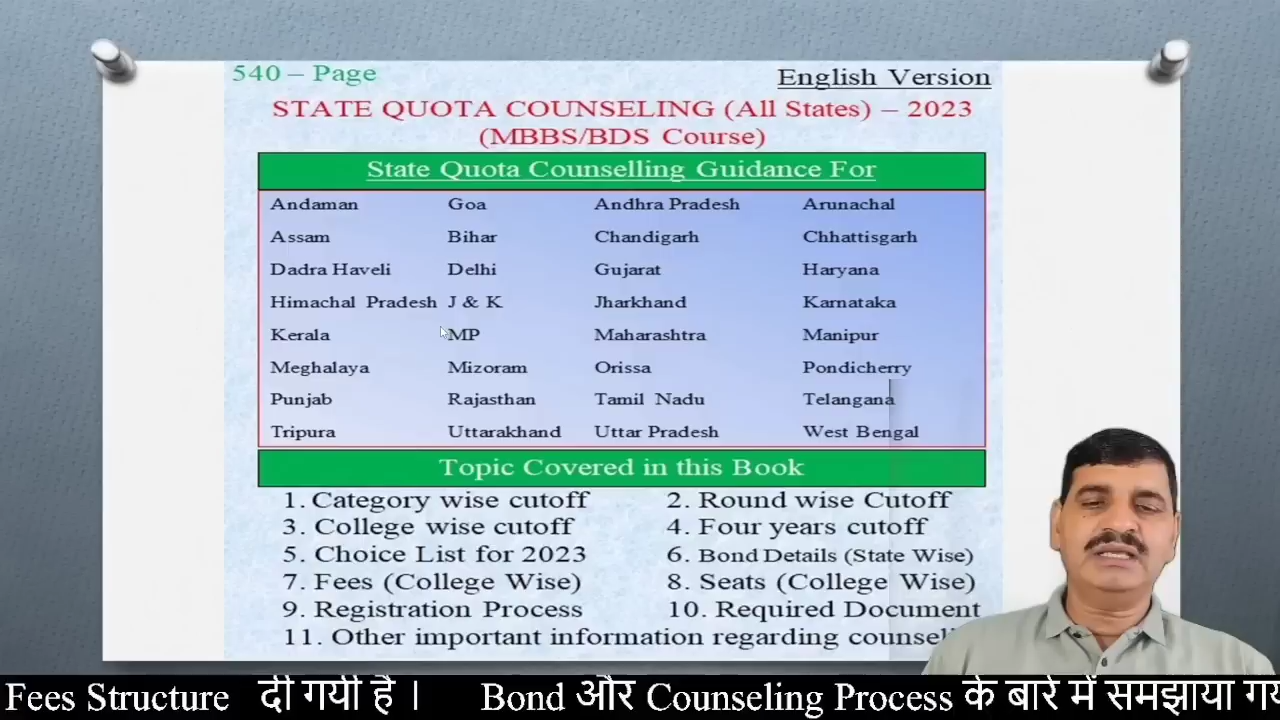 540 – Page English Version
STATE QUOTA COUNSELING (All States) – 2023
(MBBS/BDS Course)
State Quota Counselling Guidance For
Andaman Goa Andhra Pradesh Arunachal
Assam Bihar Chandigarh Chhattisgarh
Dadra Haveli Delhi Gujarat Haryana
Himachal Pradesh J & K Jharkhand Karnataka
Kerala MP Maharashtra Manipur
Meghalaya Mizoram Orissa Pondicherry
Punjab Rajasthan Tamil Nadu Telangana
Tripura Uttarakhand Uttar Pradesh West Bengal
Topic Covered in this Book
1. Category wise cutoff 2. Round wise Cutoff
3. College wise cutoff 4. Four years cutoff
5. Choice List for 2023 6. Bond Details (State Wise)
7. Fees (College Wise) 8. Seats (College Wise)
9. Registration Process 10. Required Document
11. Other important information regarding
Fees Structure दी गयी है । Bond और Counseling Process के बारे में समझाया